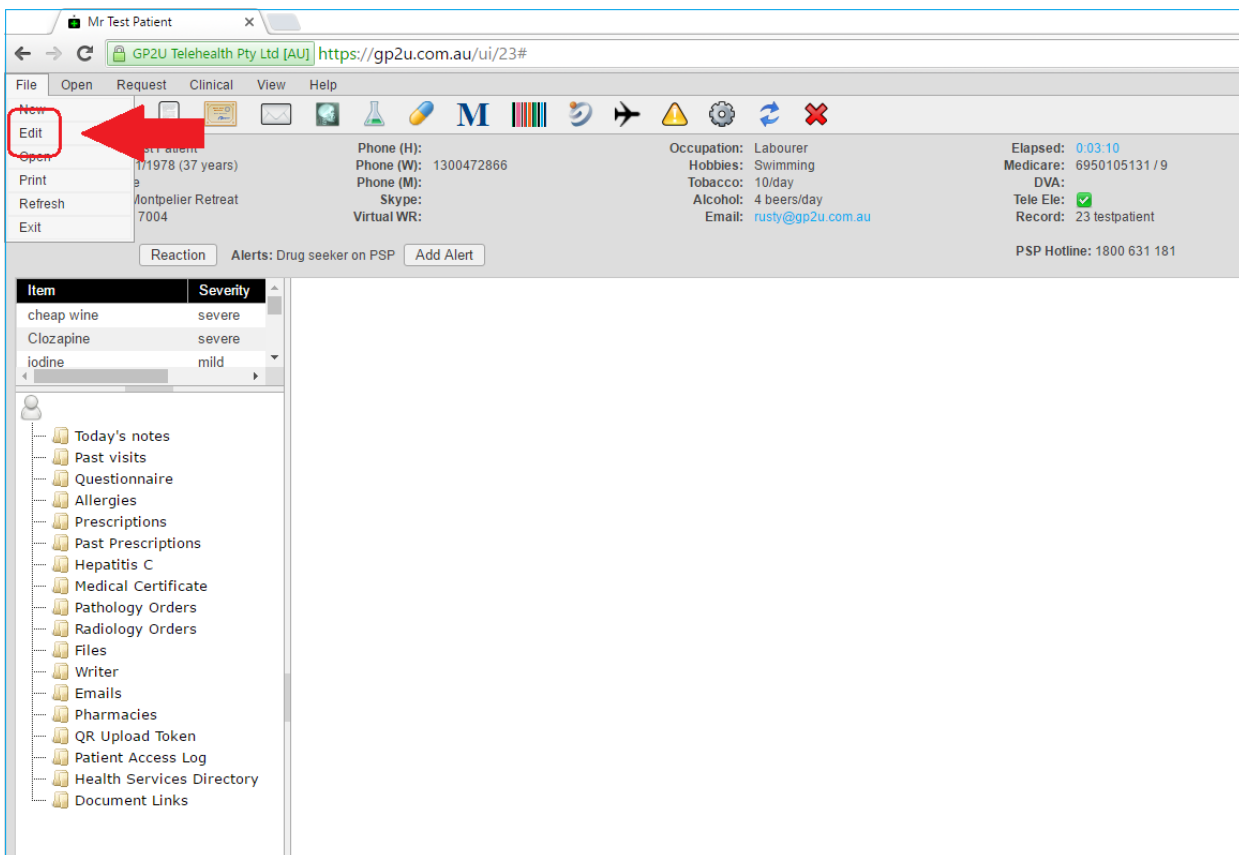 Mr Test Patient
GP2U Telehealth Pty Ltd [AU] https://gp2u.com.au/ui/23#
File Open Request Clinical View Help
New
Edit
Open
Print
Refresh
Exit
M
Patient
1/1978 (37 years)
Montpelier Retreat
7004
Phone (H):
Phone (W): 1300472866
Phone (M):
Skype:
Virtual WR:
Occupation: Labourer
Hobbies: Swimming
Tobacco: 10/day
Alcohol: 4 beers/day
Email: rusty@gp2u.com.au
Elapsed: 0:03:10
Medicare: 6950105131 / 9
DVA:
Tele Ele:
Record: 23 testpatient
Reaction Alerts: Drug seeker on PSP Add Alert
PSP Hotline: 1800 631 181
Item Severity
cheap wine severe
Clozapine severe
iodine mild
Today's notes
Past visits
Questionnaire
Allergies
Prescriptions
Past Prescriptions
Hepatitis C
Medical Certificate
Pathology Orders
Radiology Orders
Files
Writer
Emails
Pharmacies
QR Upload Token
Patient Access Log
Health Services Directory
Document Links